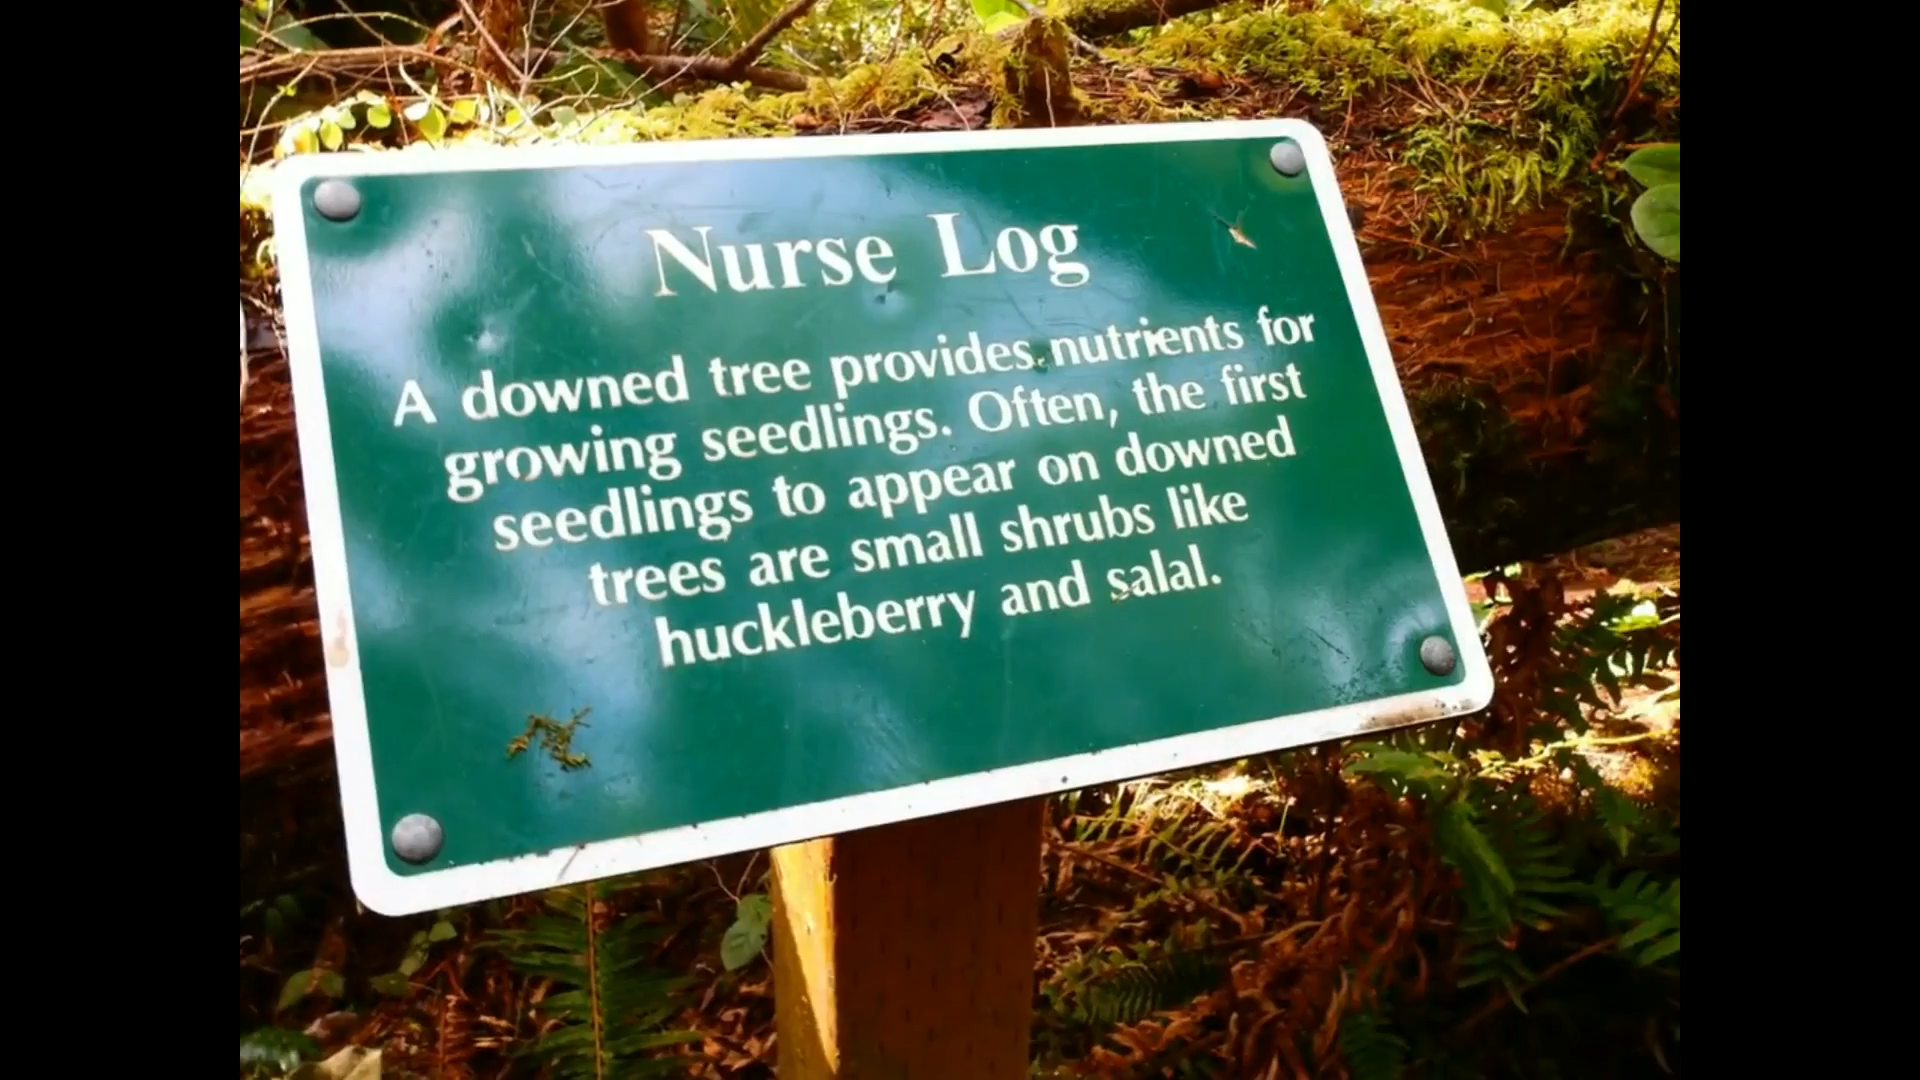 Nurse Log
A downed tree provides nutrients for
growing seedlings. Often, the first
seedlings to appear on downed
trees are small shrubs like
huckleberry and salal.